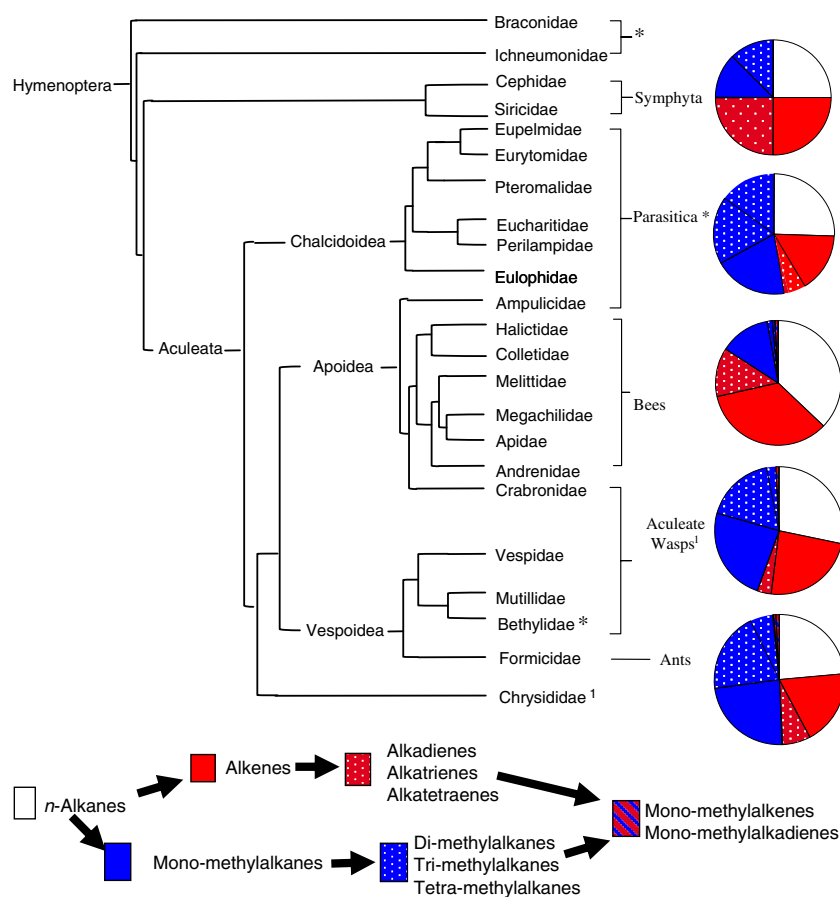 Braconidae
*
Ichneumonidae
Hymenoptera
Cephidae
Symphyta
Siricidae
Eupelmidae
Eurytomidae
Pteromalidae
Eucharitidae
Parasitica *
Perilampidae
Chalcidoidea
Eulophidae
Ampulicidae
Halictidae
Aculeata
Colletidae
Apoidea
Melittidae
Bees
Megachilidae
Apidae
Andrenidae
Crabronidae
Aculeate
Wasps¹
Vespidae
Mutillidae
Bethylidae *
Vespoidea
Formicidae
Ants
Chrysididae ¹
Alkenes
Alkadienes
Alkatrienes
Alkatetraenes
n-Alkanes
Mono-methylalkenes
Mono-methylalkadienes
Mono-methylalkanes
Di-methylalkanes
Tri-methylalkanes
Tetra-methylalkanes